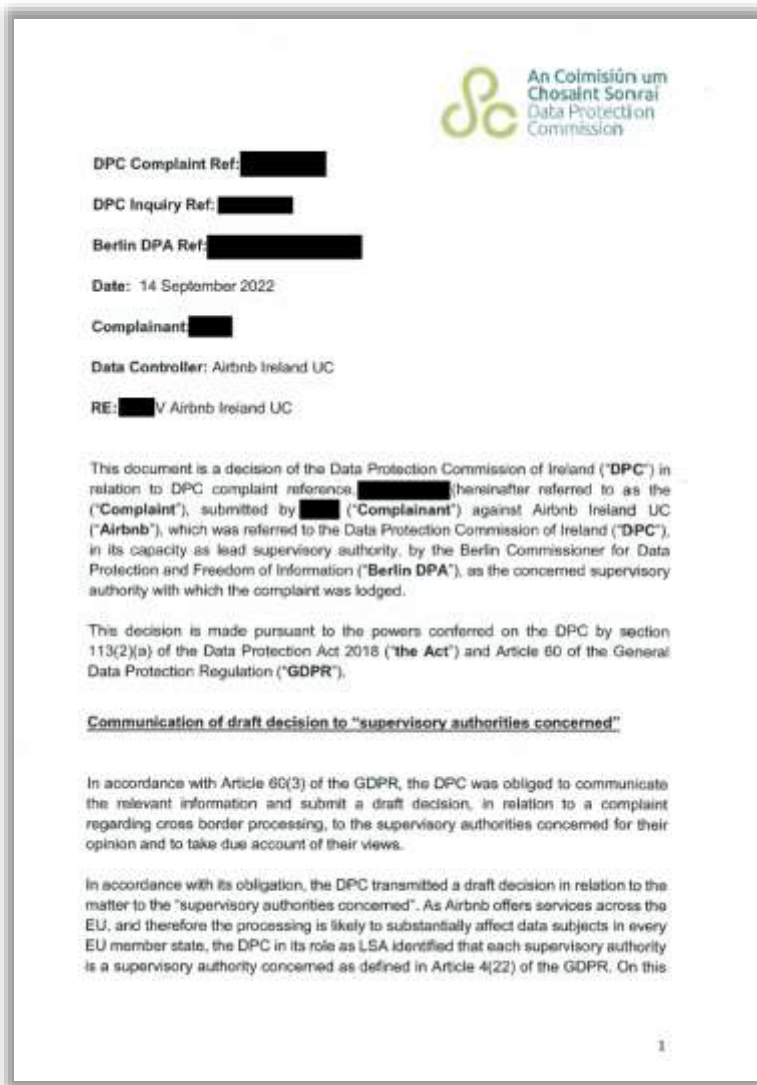 An Coimisiún um
Chosaint Sonraí
Data Protection
Commission
DPC Complaint Ref:
DPC Inquiry Ref:
Berlin DPA Ref:
Date: 14 September 2022
Complainant:
Data Controller: Airbnb Ireland UC
RE: V Airbnb Ireland UC
This document is a decision of the Data Protection Commission of Ireland ("DPC") in
relation to DPC complaint reference, (hereinafter referred to as the
("Complaint"), submitted by ("Complainant") against Airbnb Ireland UC
("Airbnb"), which was referred to the Data Protection Commission of Ireland ("DPC"),
in its capacity as lead supervisory authority, by the Berlin Commissioner for Data
Protection and Freedom of Information ("Berlin DPA"), as the concerned supervisory
authority with which the complaint was lodged.
This decision is made pursuant to the powers conferred on the DPC by section
113(2)(a) of the Data Protection Act 2018 ("the Act") and Article 60 of the General
Data Protection Regulation ("GDPR").
Communication of draft decision to "supervisory authorities concerned"
In accordance with Article 60(3) of the GDPR, the DPC was obliged to communicate
the relevant information and submit a draft decision, in relation to a complaint
regarding cross border processing, to the supervisory authorities concerned for their
opinion and to take due account of their views.
In accordance with its obligation, the DPC transmitted a draft decision in relation to the
matter to the "supervisory authorities concerned". As Airbnb offers services across the
EU, and therefore the processing is likely to substantially affect data subjects in every
EU member state, the DPC in its role as LSA identified that each supervisory authority
is a supervisory authority concerned as defined in Article 4(22) of the GDPR. On this
1